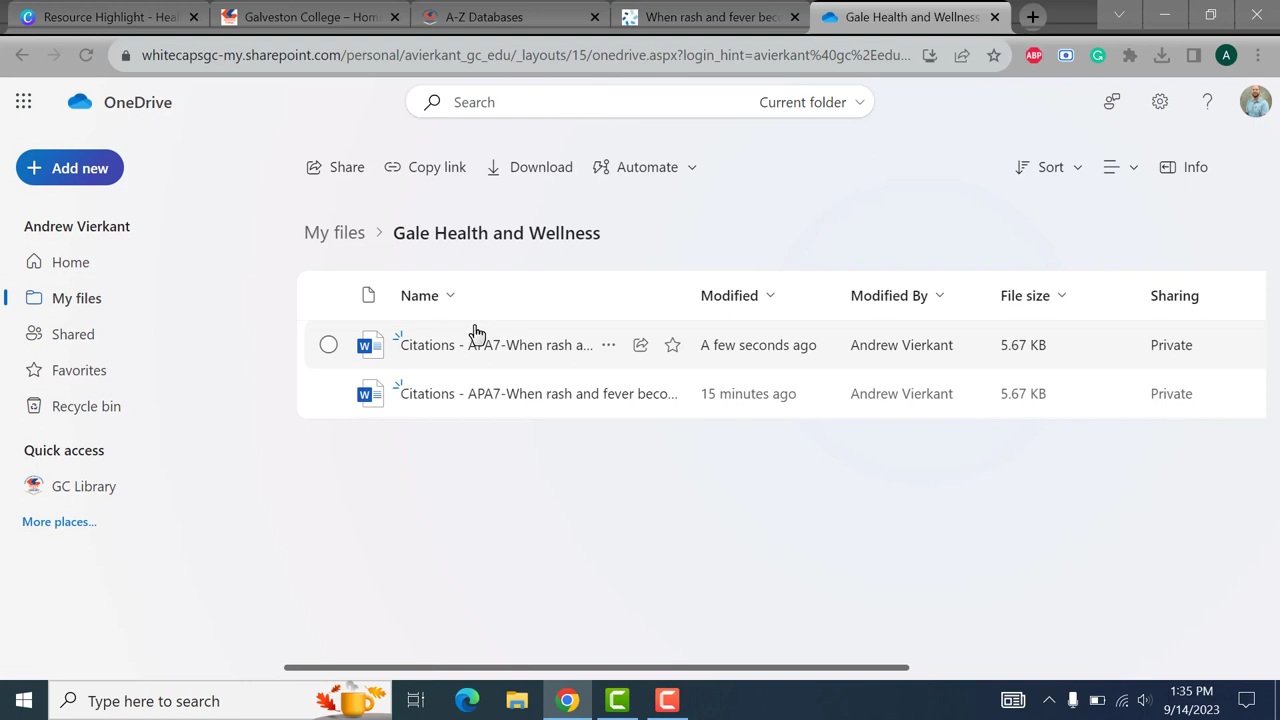 Resource Highlight - Heal
Galveston College – Hom
A-Z Databases
When rash and fever bec
Gale Health and Wellness
whitecapsgc-my.sharepoint.com/personal/avierkant_gc_edu/_layouts/15/onedrive.aspx?login_hint=avierkant%40gc%2Eedu...
ABP
A
OneDrive
Search
Current folder
Add new
Share
Copy link
Download
Automate
Sort
Info
Andrew Vierkant
Home
My files
Shared
Favorites
Recycle bin
Quick access
GC Library
More places...
My files > Gale Health and Wellness
Name
Modified
Modified By
File size
Sharing
Citations - APA7-When rash a...
A few seconds ago
Andrew Vierkant
5.67 KB
Private
Citations - APA7-When rash and fever beco...
15 minutes ago
Andrew Vierkant
5.67 KB
Private
Type here to search
1:35 PM
9/14/2023